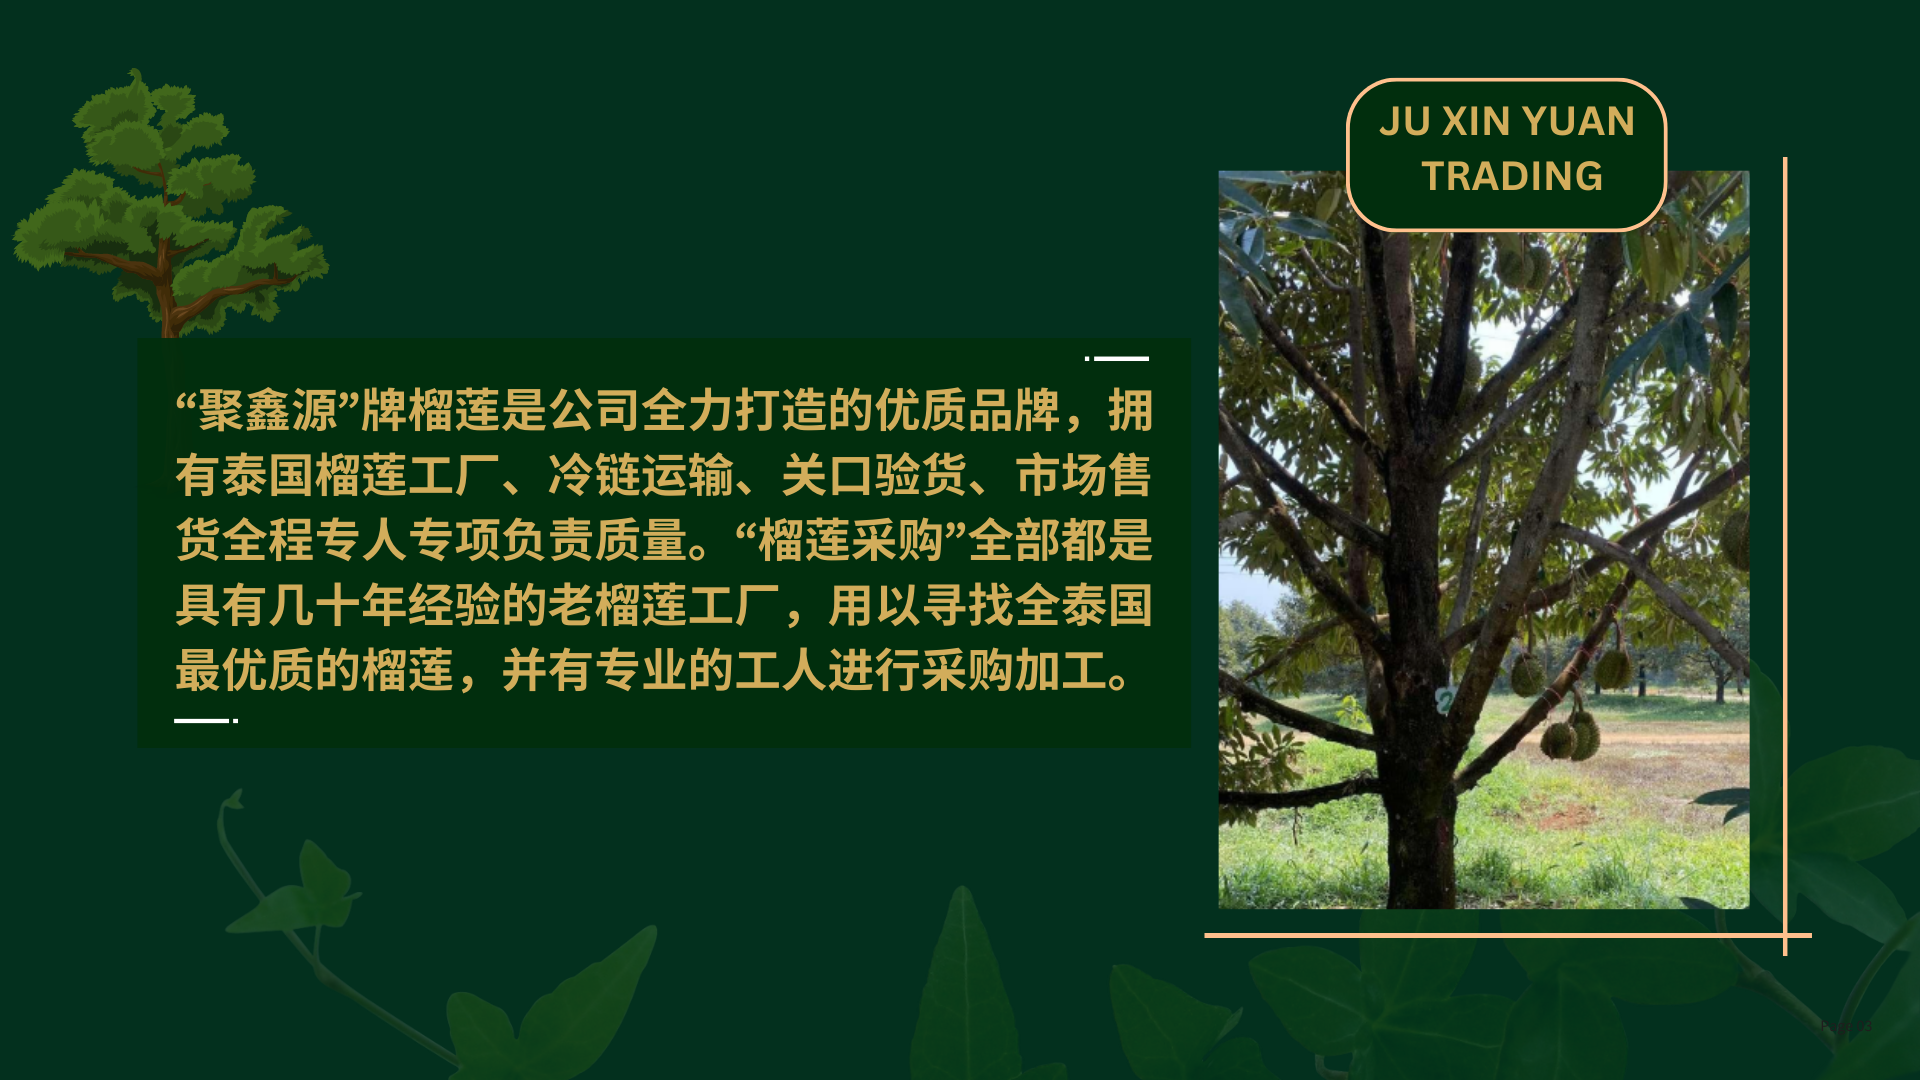 JU XIN YUAN
TRADING
“聚鑫源”牌榴莲是公司全力打造的优质品牌，拥
有泰国榴莲工厂、冷链运输、关口验货、市场售
货全程专人专项负责质量。“榴莲采购”全部都是
具有几十年经验的老榴莲工厂，用以寻找全泰国
最优质的榴莲，并有专业的工人进行采购加工。